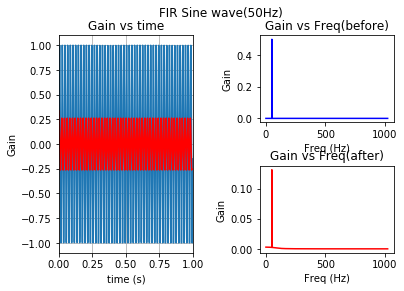 FIR Sine wave(50Hz)
Gain vs time
1.00
0.75
0.50
0.25
0.00
−0.25
−0.50
−0.75
−1.00
Gain
0.00 0.25 0.50 0.75 1.00
time (s)
Gain vs Freq(before)
0.4
0.2
0.0
Gain
0 500 1000
Freq (Hz)
Gain vs Freq(after)
0.10
0.05
0.00
Gain
0 500 1000
Freq (Hz)